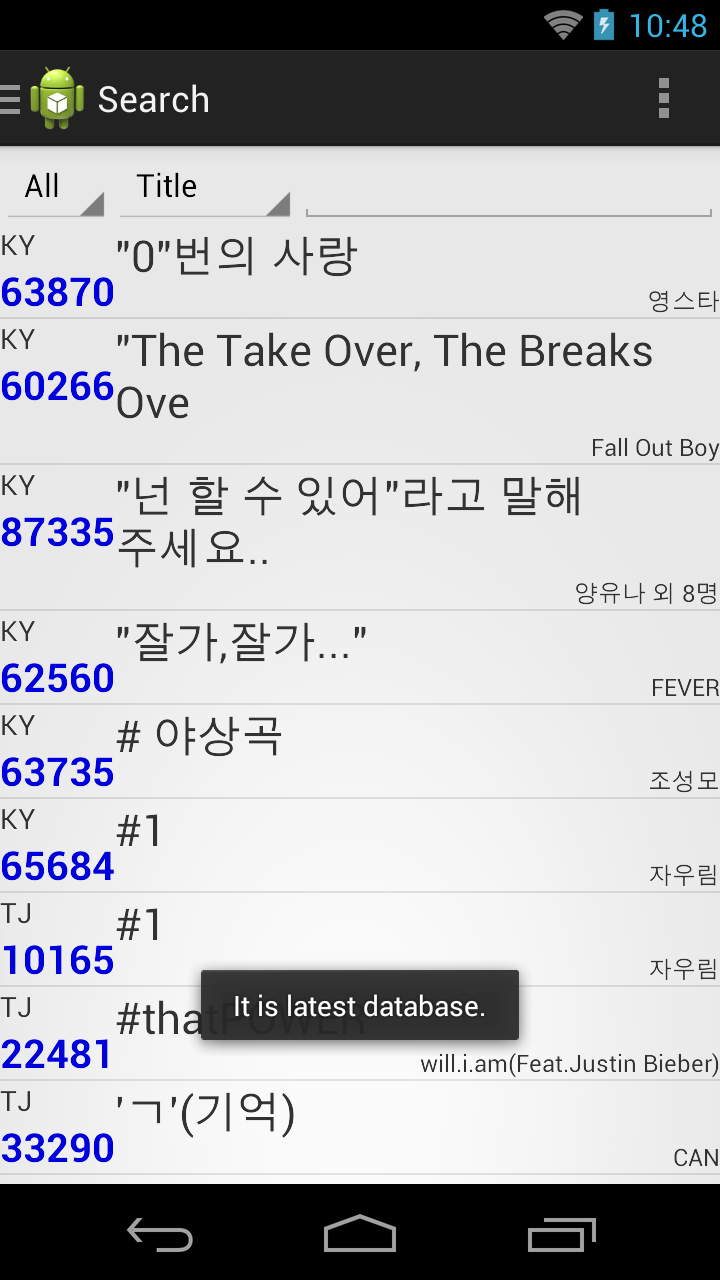 10:48
Search
All Title
KY
"0"번의 사랑
63870
영스타
KY
"The Take Over, The Breaks
60266
Ove
Fall Out Boy
KY
"넌 할 수 있어"라고 말해
87335
주세요..
양유나 외 8명
KY
"잘가,잘가..."
62560
FEVER
KY
# 야상곡
63735
조성모
KY
#1
65684
자우림
TJ
#1
10165
자우림
TJ
#thatPOWER
22481
will.i.am(Feat.Justin Bieber)
It is latest database.
TJ
'ㄱ'(기억)
33290
CAN